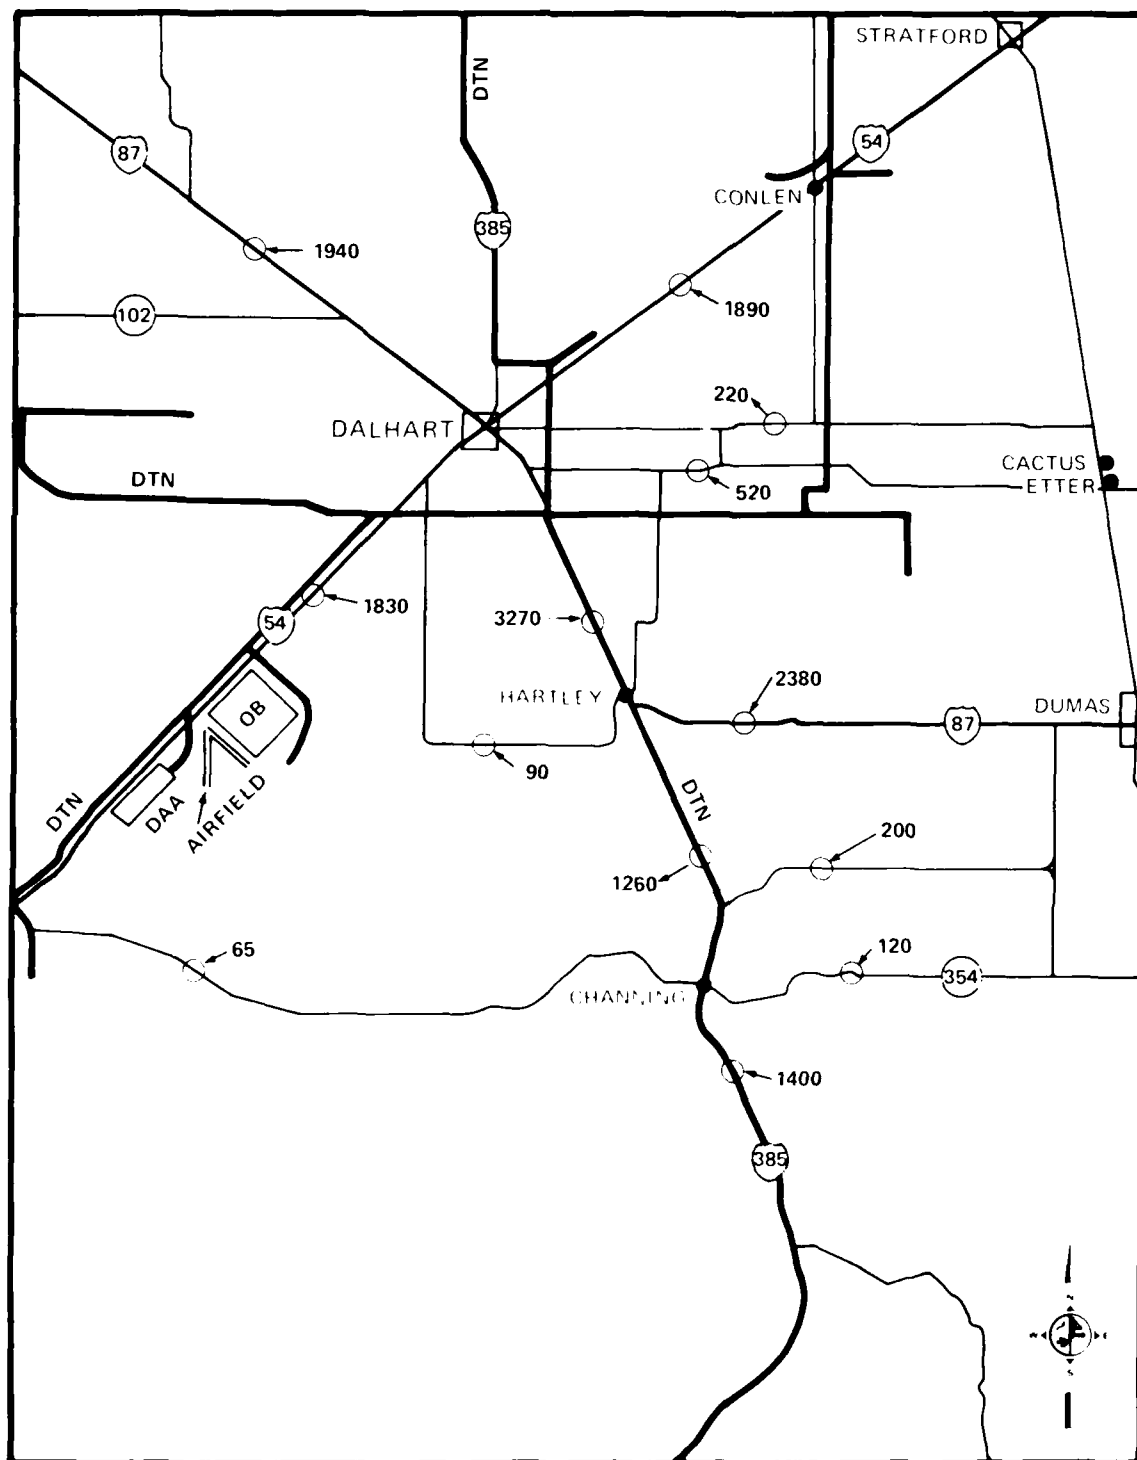 STRATFORD
DTN
87
54
CONLEN
385
1940
1890
102
220
DALHART
CACTUS
ETTER
DTN
520
1830
54
3270
2380
HARTLEY
DUMAS
OB
87
90
DTN
DTN
DAA
AIRFIELD
200
1260
65
120
354
CHANNING
1400
385
N
W
E
S